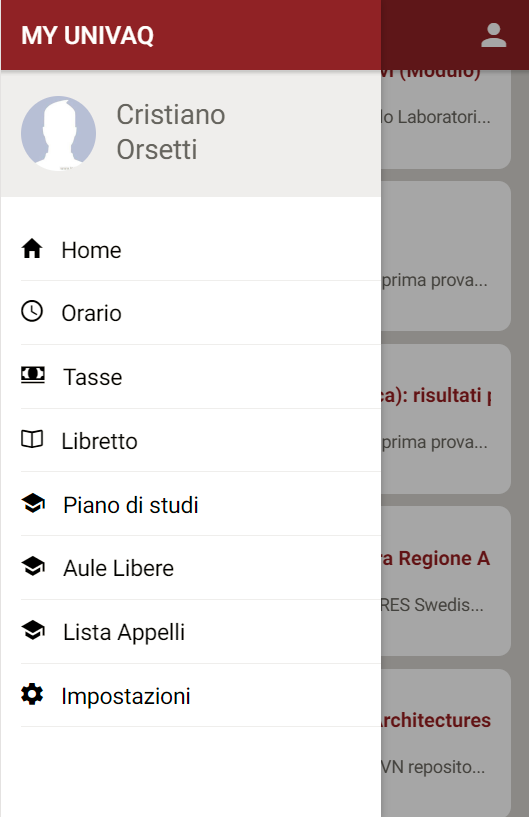 MY UNIVAQ
Cristiano
Orsetti
Home
Orario
Tasse
Libretto
Piano di studi
Aule Libere
Lista Appelli
Impostazioni
(Modulo)
lo Laboratori...
prima prova...
ca): risultati
prima prova...
ra Regione A
RES Swedis...
Architectures
VN reposito...